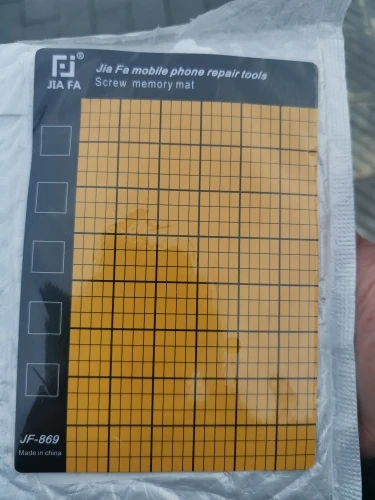 ®
JIA FA
Jia Fa mobile phone repair tools
Screw memory mat
JF-869
Made in china